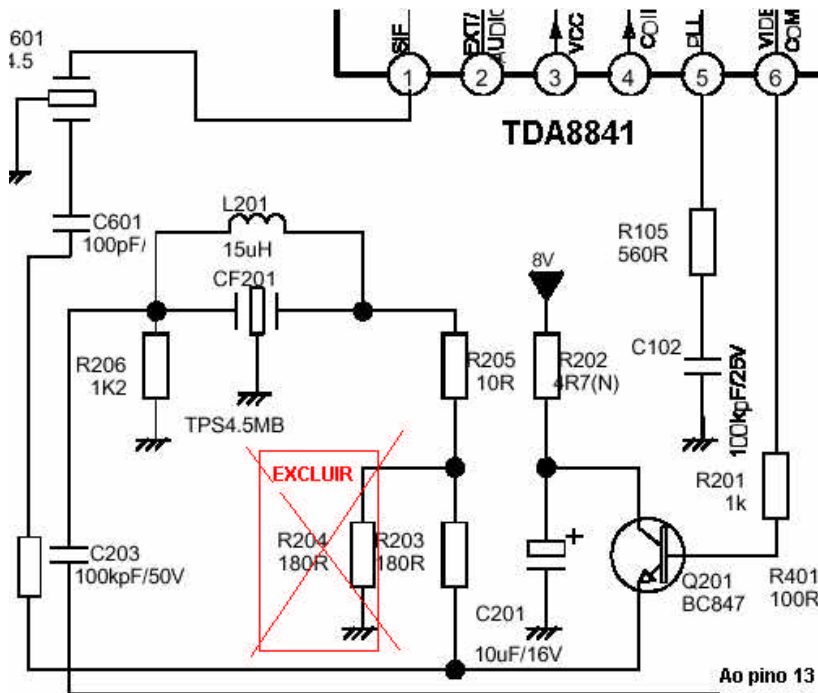 601
4.5
SIF
EXT/
AUDIO
VCC
PLL
VIDE
COM
1
2
3
4
5
6
TDA8841
C601
100pF/
L201
15uH
CF201
R206
1K2
TPS4.5MB
R205
10R
8V
R202
4R7(N)
R105
560R
C102
100kpF/25V
R201
1k
EXCLUIR
R204
180R
R203
180R
C203
100kpF/50V
C201
10uF/16V
+
Q201
BC847
R401
100R
Ao pino 13